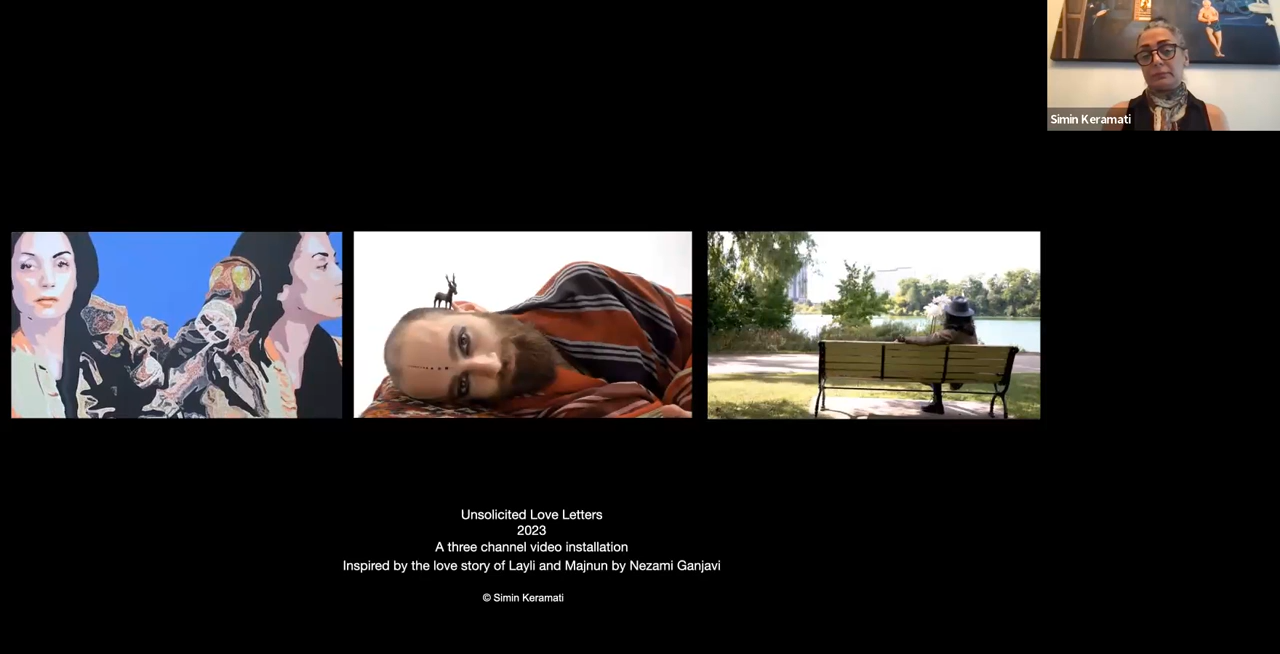 Simin Keramati
Unsolicited Love Letters
2023
A three channel video installation
Inspired by the love story of Layli and Majnun by Nezami Ganjavi
© Simin Keramati